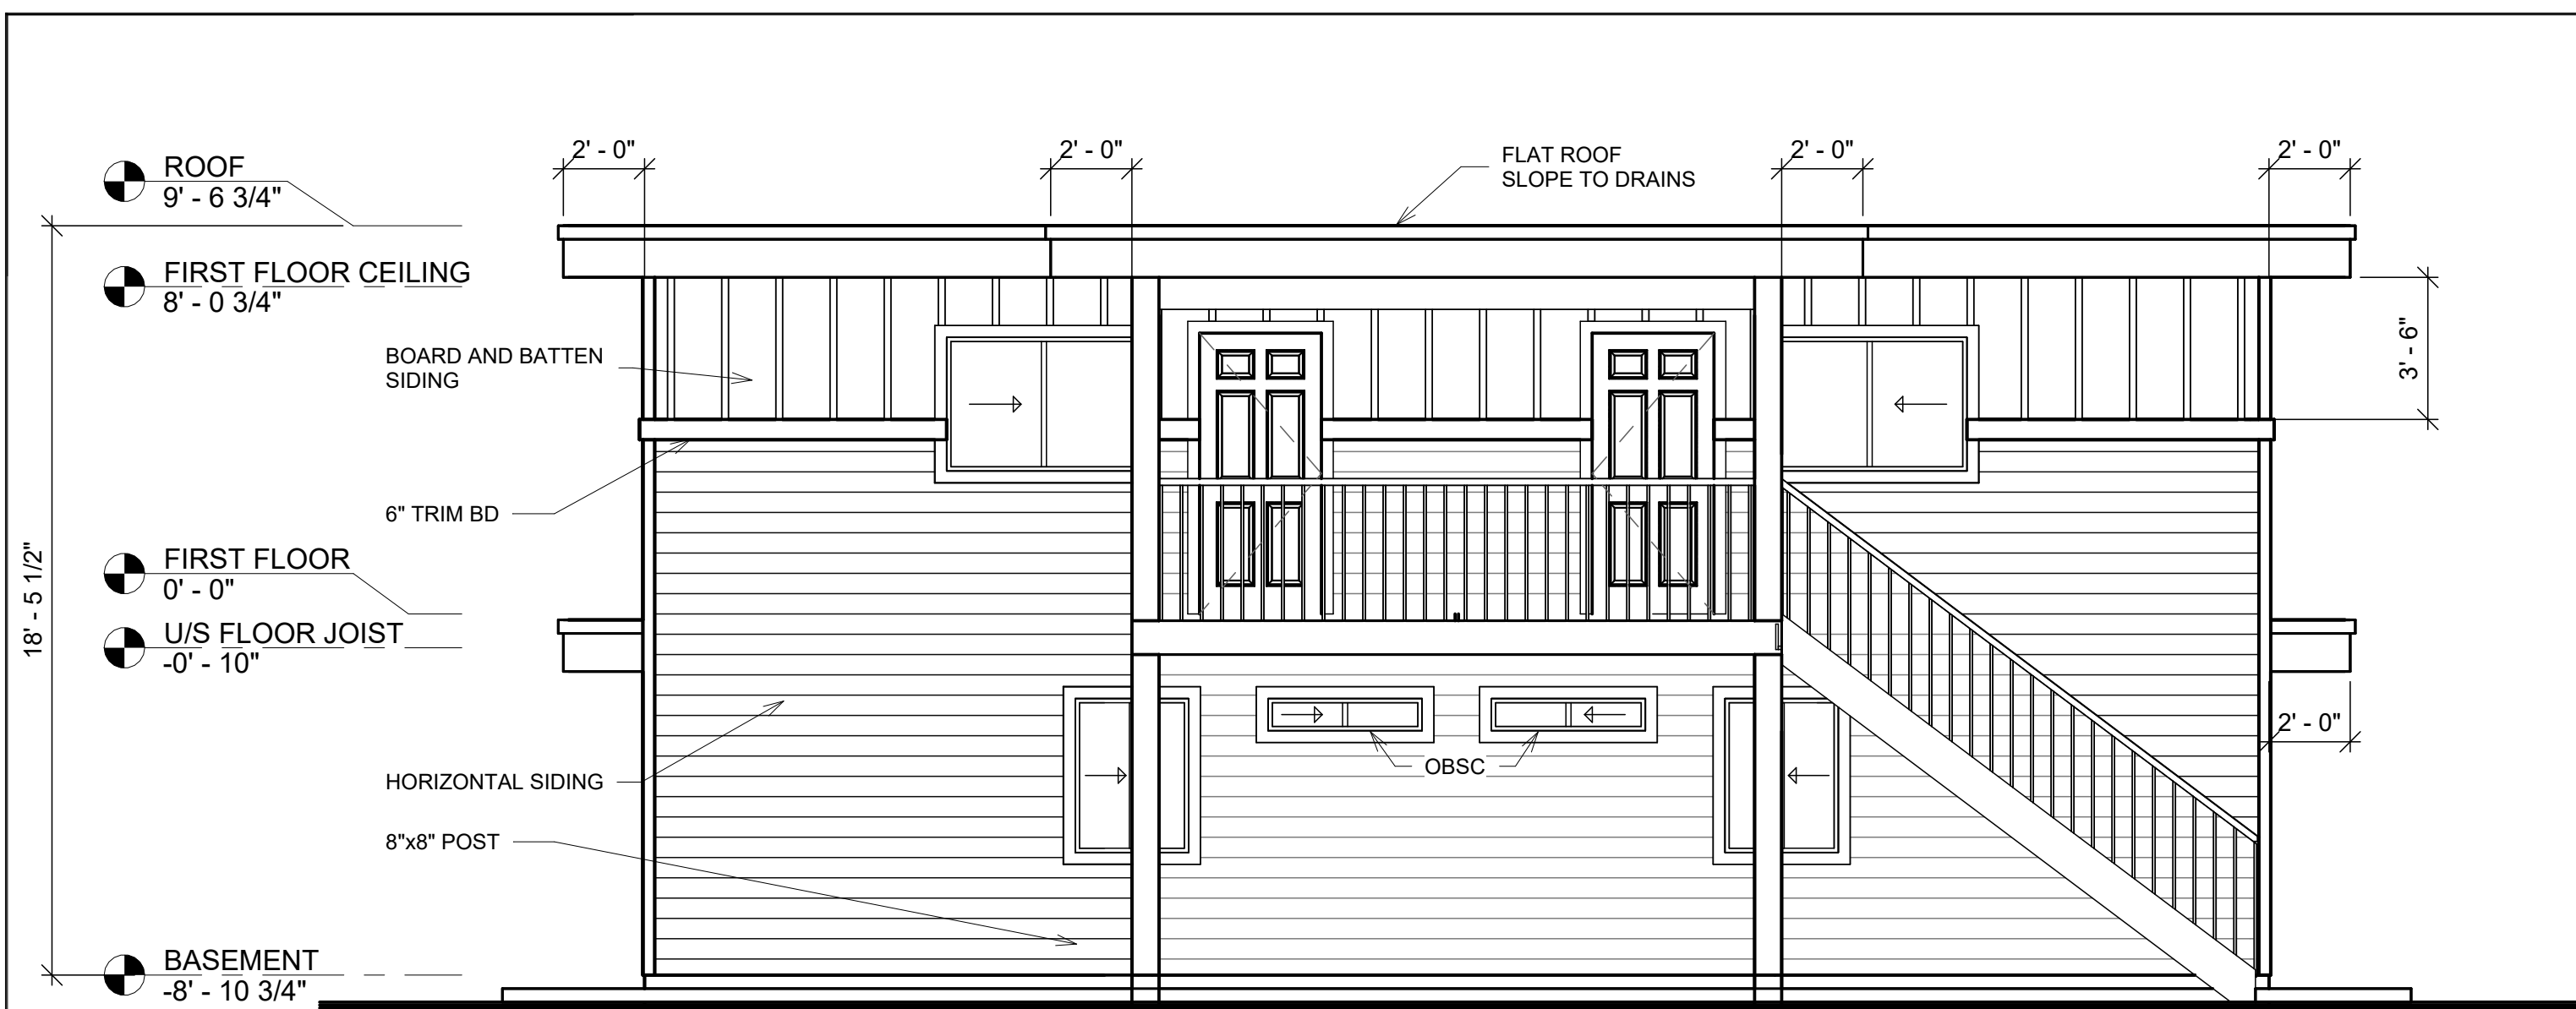 2' - 0"
2' - 0"
2' - 0"
2' - 0"
FLAT ROOF
SLOPE TO DRAINS
ROOF
9' - 6 3/4"
FIRST FLOOR CEILING
8' - 0 3/4"
BOARD AND BATTEN
SIDING
3' - 6"
6" TRIM BD
18' - 5 1/2"
FIRST FLOOR
0' - 0"
U/S FLOOR JOIST
-0' - 10"
2' - 0"
OBSC
HORIZONTAL SIDING
8"x8" POST
BASEMENT
-8' - 10 3/4"